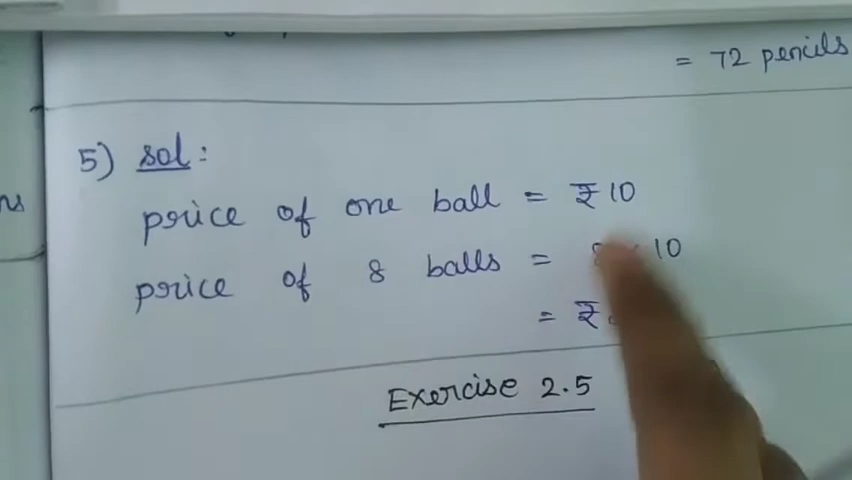 = 72 pencils
5) sol:
price of one ball = ₹ 10
price of 8 balls = 10
= ₹
Exercise 2.5